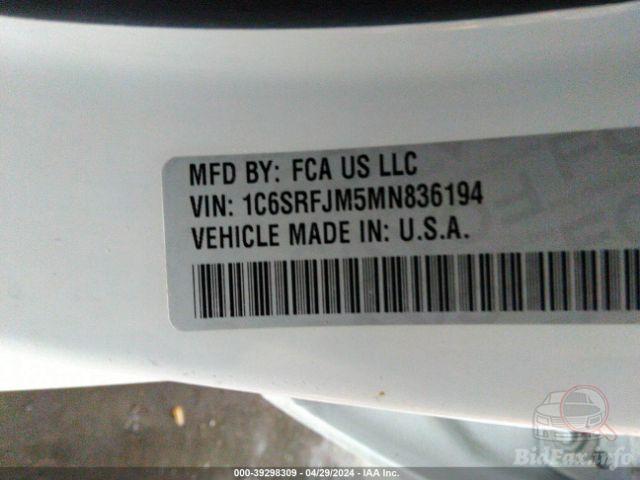 MFD BY: FCA US LLC
VIN: 1C6SRFJM5MN836194
VEHICLE MADE IN: U.S.A.
BidFax.info
000-39298309 - 04/29/2024 - IAA Inc.